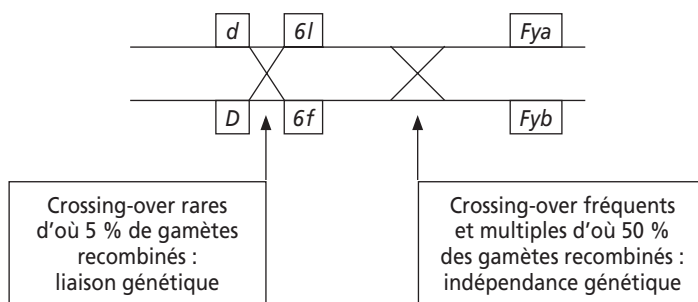 d 6l Fya
D 6f Fyb
Crossing-over rares
d'où 5 % de gamètes
recombinés :
liaison génétique
Crossing-over fréquents
et multiples d'où 50 %
des gamètes recombinés :
indépendance génétique